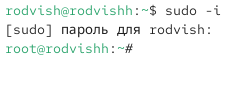 rodvish@rodvishh:~$ sudo -i
[sudo] пароль для rodvish:
root@rodvishh:~#